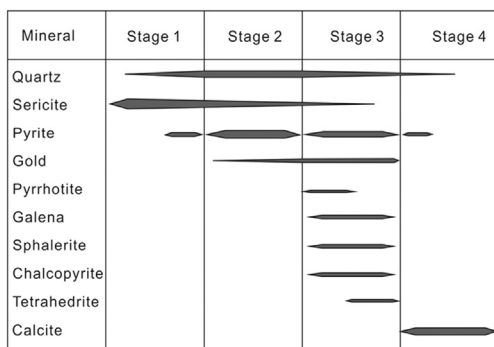 Mineral Stage 1 Stage 2 Stage 3 Stage 4
Quartz
Sericite
Pyrite
Gold
Pyrrhotite
Galena
Sphalerite
Chalcopyrite
Tetrahedrite
Calcite